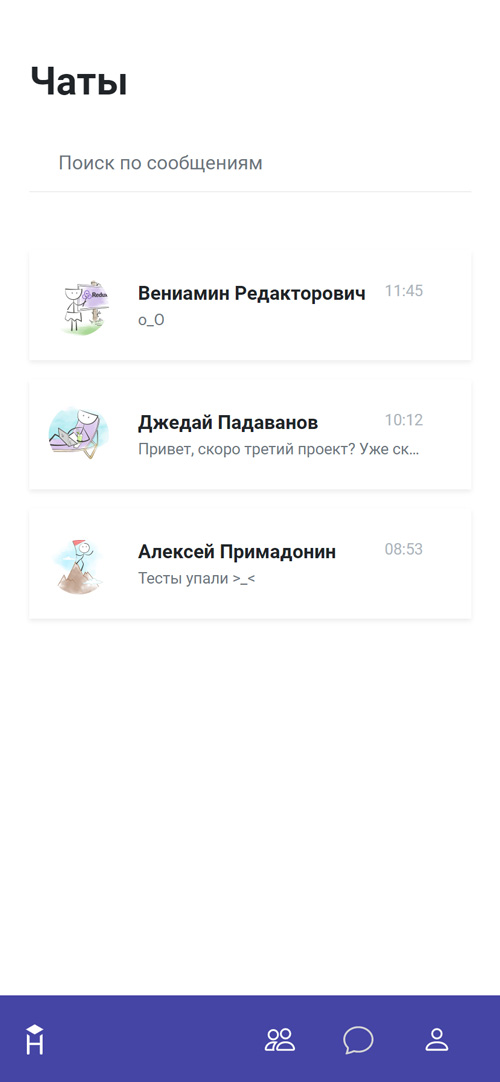 Чаты
Поиск по сообщениям
Вениамин Редакторович 11:45
o_O
Redux
Джедай Падаванов 10:12
Привет, скоро третий проект? Уже ск...
Алексей Примадонин 08:53
Тесты упали >_<
H